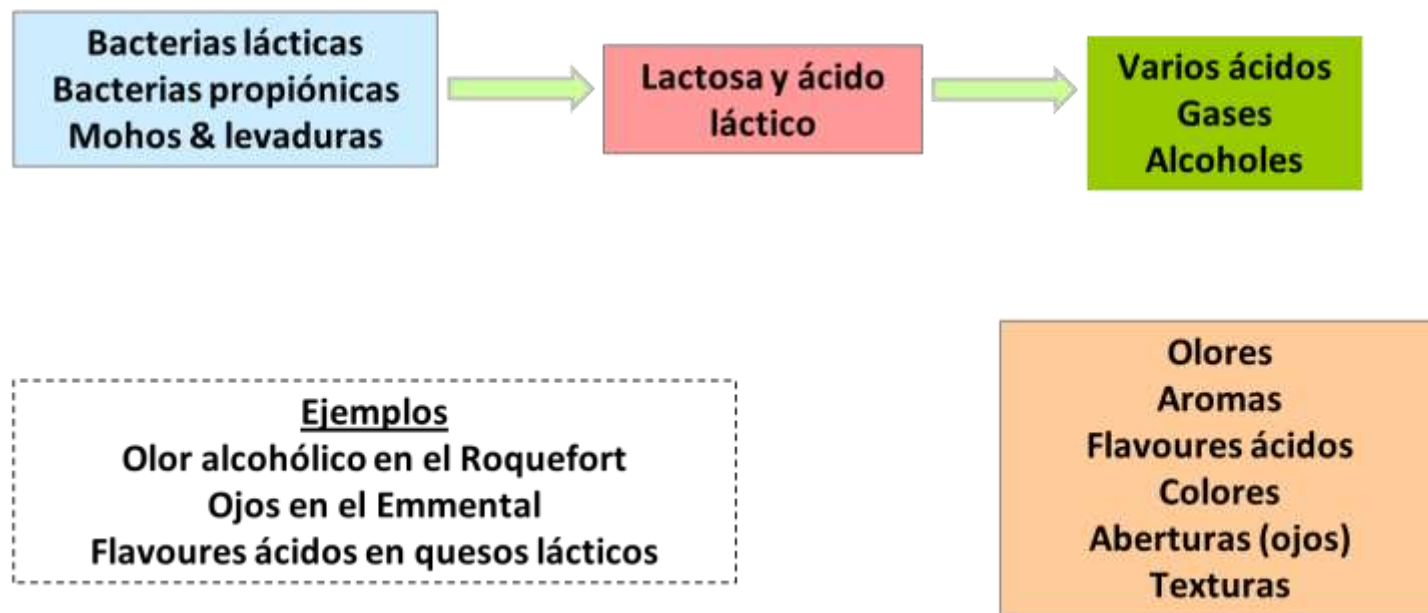 Bacterias lácticas
Bacterias propiónicas
Mohos & levaduras
Lactosa y ácido
láctico
Varios ácidos
Gases
Alcoholes
Ejemplos
Olor alcohólico en el Roquefort
Ojos en el Emmental
Flavoures ácidos en quesos lácticos
Olores
Aromas
Flavoures ácidos
Colores
Aberturas (ojos)
Texturas